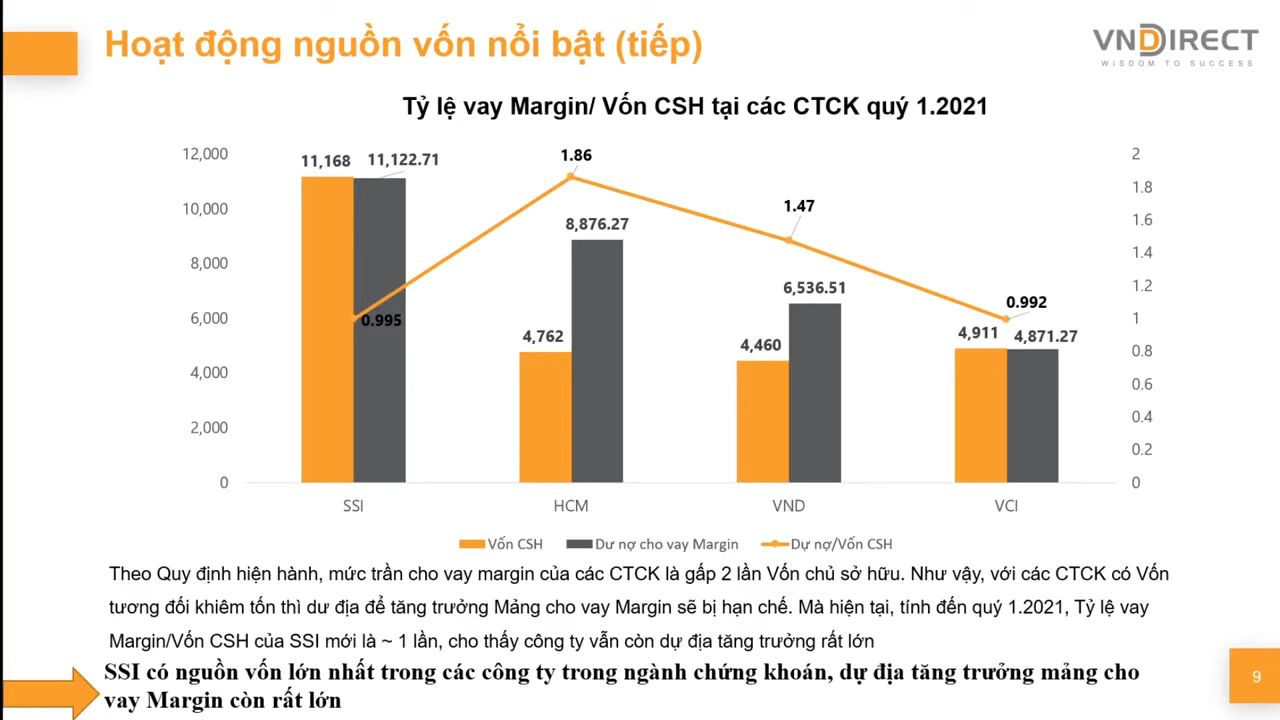 Hoạt động nguồn vốn nổi bật (tiếp)
VNDIRECT
WISDOM TO SUCCESS
Tỷ lệ vay Margin/ Vốn CSH tại các CTCK quý 1.2021
12,000
10,000
8,000
6,000
4,000
2,000
0
11,168
11,122.71
0.995
1.86
8,876.27
4,762
1.47
6,536.51
4,460
0.992
4,911
4,871.27
2
1.8
1.6
1.4
1.2
1
0.8
0.6
0.4
0.2
0
SSI
HCM
VND
VCI
Vốn CSH
Dư nợ cho vay Margin
Dự nợ/Vốn CSH
Theo Quy định hiện hành, mức trần cho vay margin của các CTCK là gấp 2 lần Vốn chủ sở hữu. Như vậy, với các CTCK có Vốn
tương đối khiêm tốn thì dư địa để tăng trưởng Mảng cho vay Margin sẽ bị hạn chế. Mà hiện tại, tính đến quý 1.2021, Tỷ lệ vay
Margin/Vốn CSH của SSI mới là ~ 1 lần, cho thấy công ty vẫn còn dự địa tăng trưởng rất lớn
SSI có nguồn vốn lớn nhất trong các công ty trong ngành chứng khoán, dự địa tăng trưởng mảng cho
vay Margin còn rất lớn
9